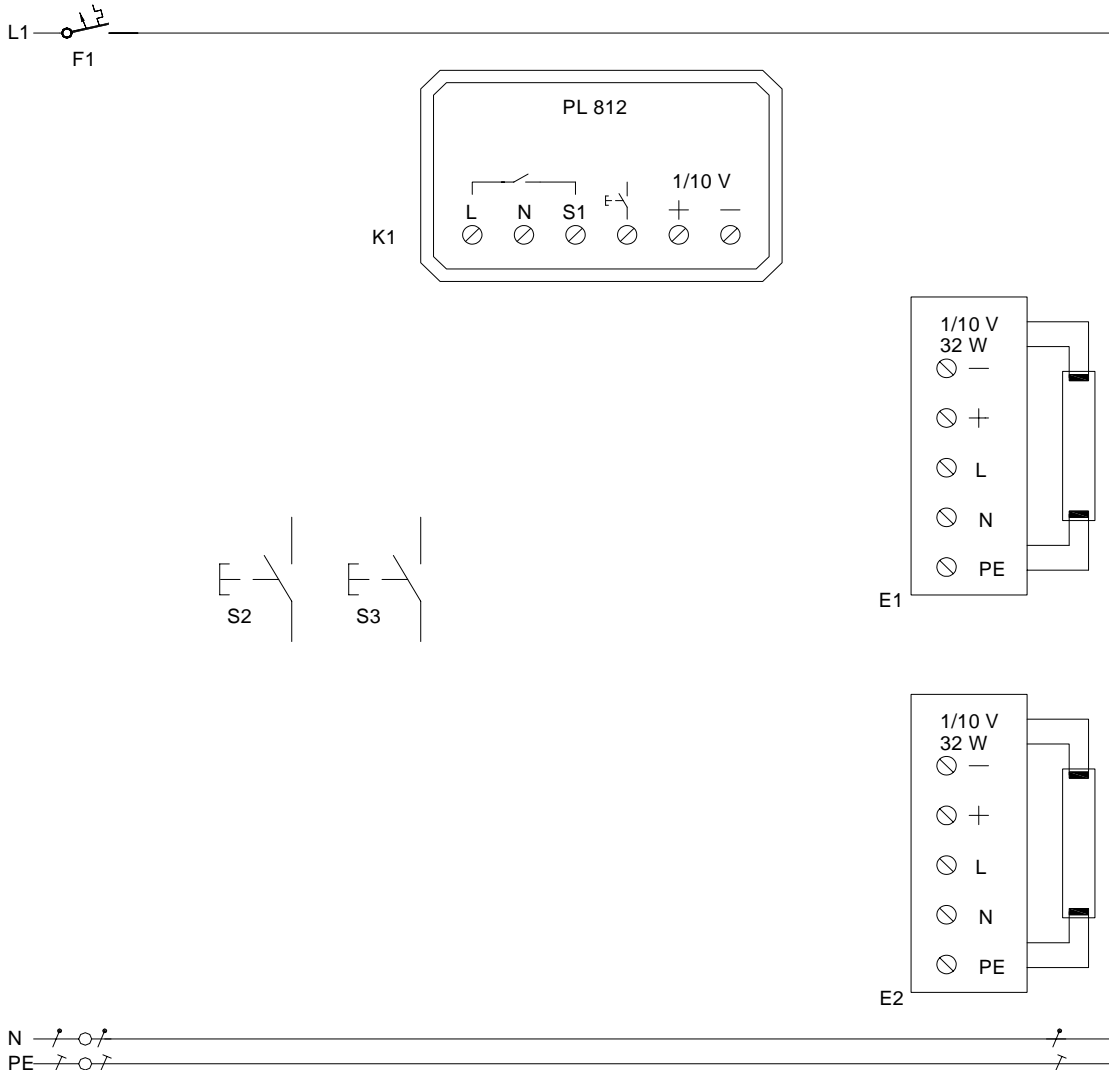 L1
F1
PL 812
1/10 V
L N S1 + −
K1
1/10 V
32 W
−
+
L
N
PE
E1
S2 S3
1/10 V
32 W
−
+
L
N
PE
E2
N
PE